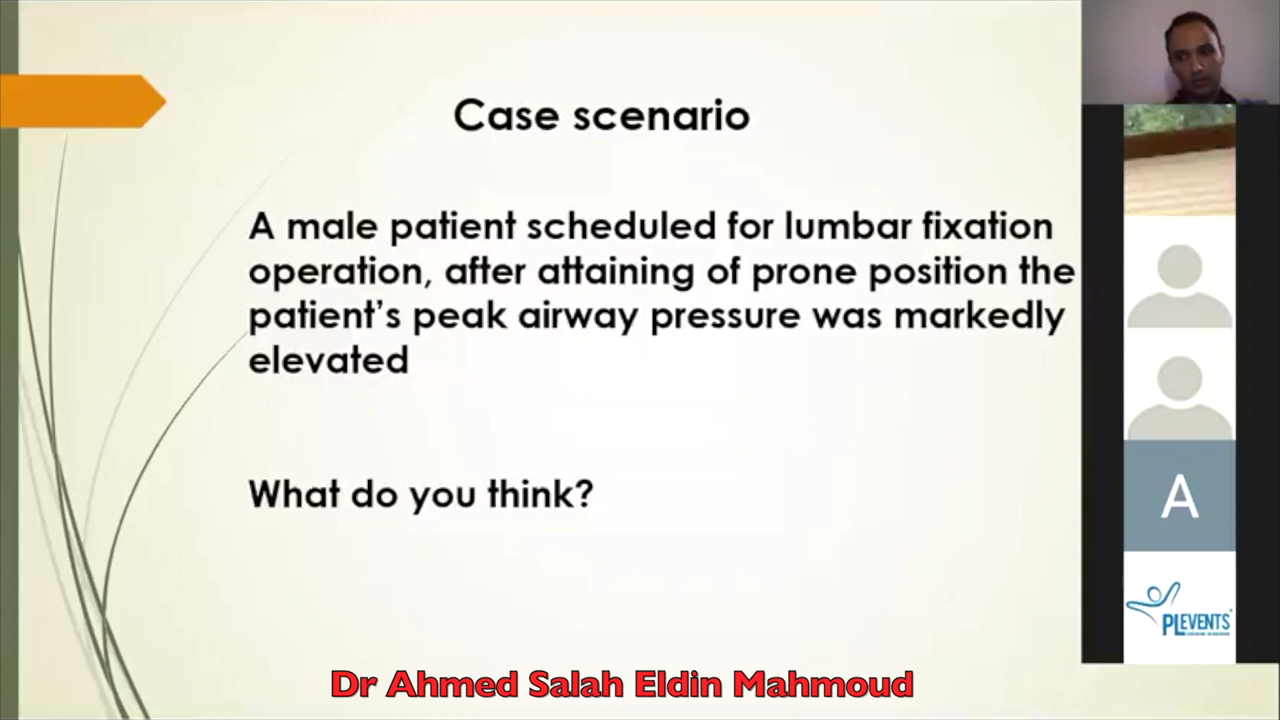 Case scenario
A male patient scheduled for lumbar fixation
operation, after attaining of prone position the
patient's peak airway pressure was markedly
elevated
What do you think?
A
PLEVENTS
Dr Ahmed Salah Eldin Mahmoud